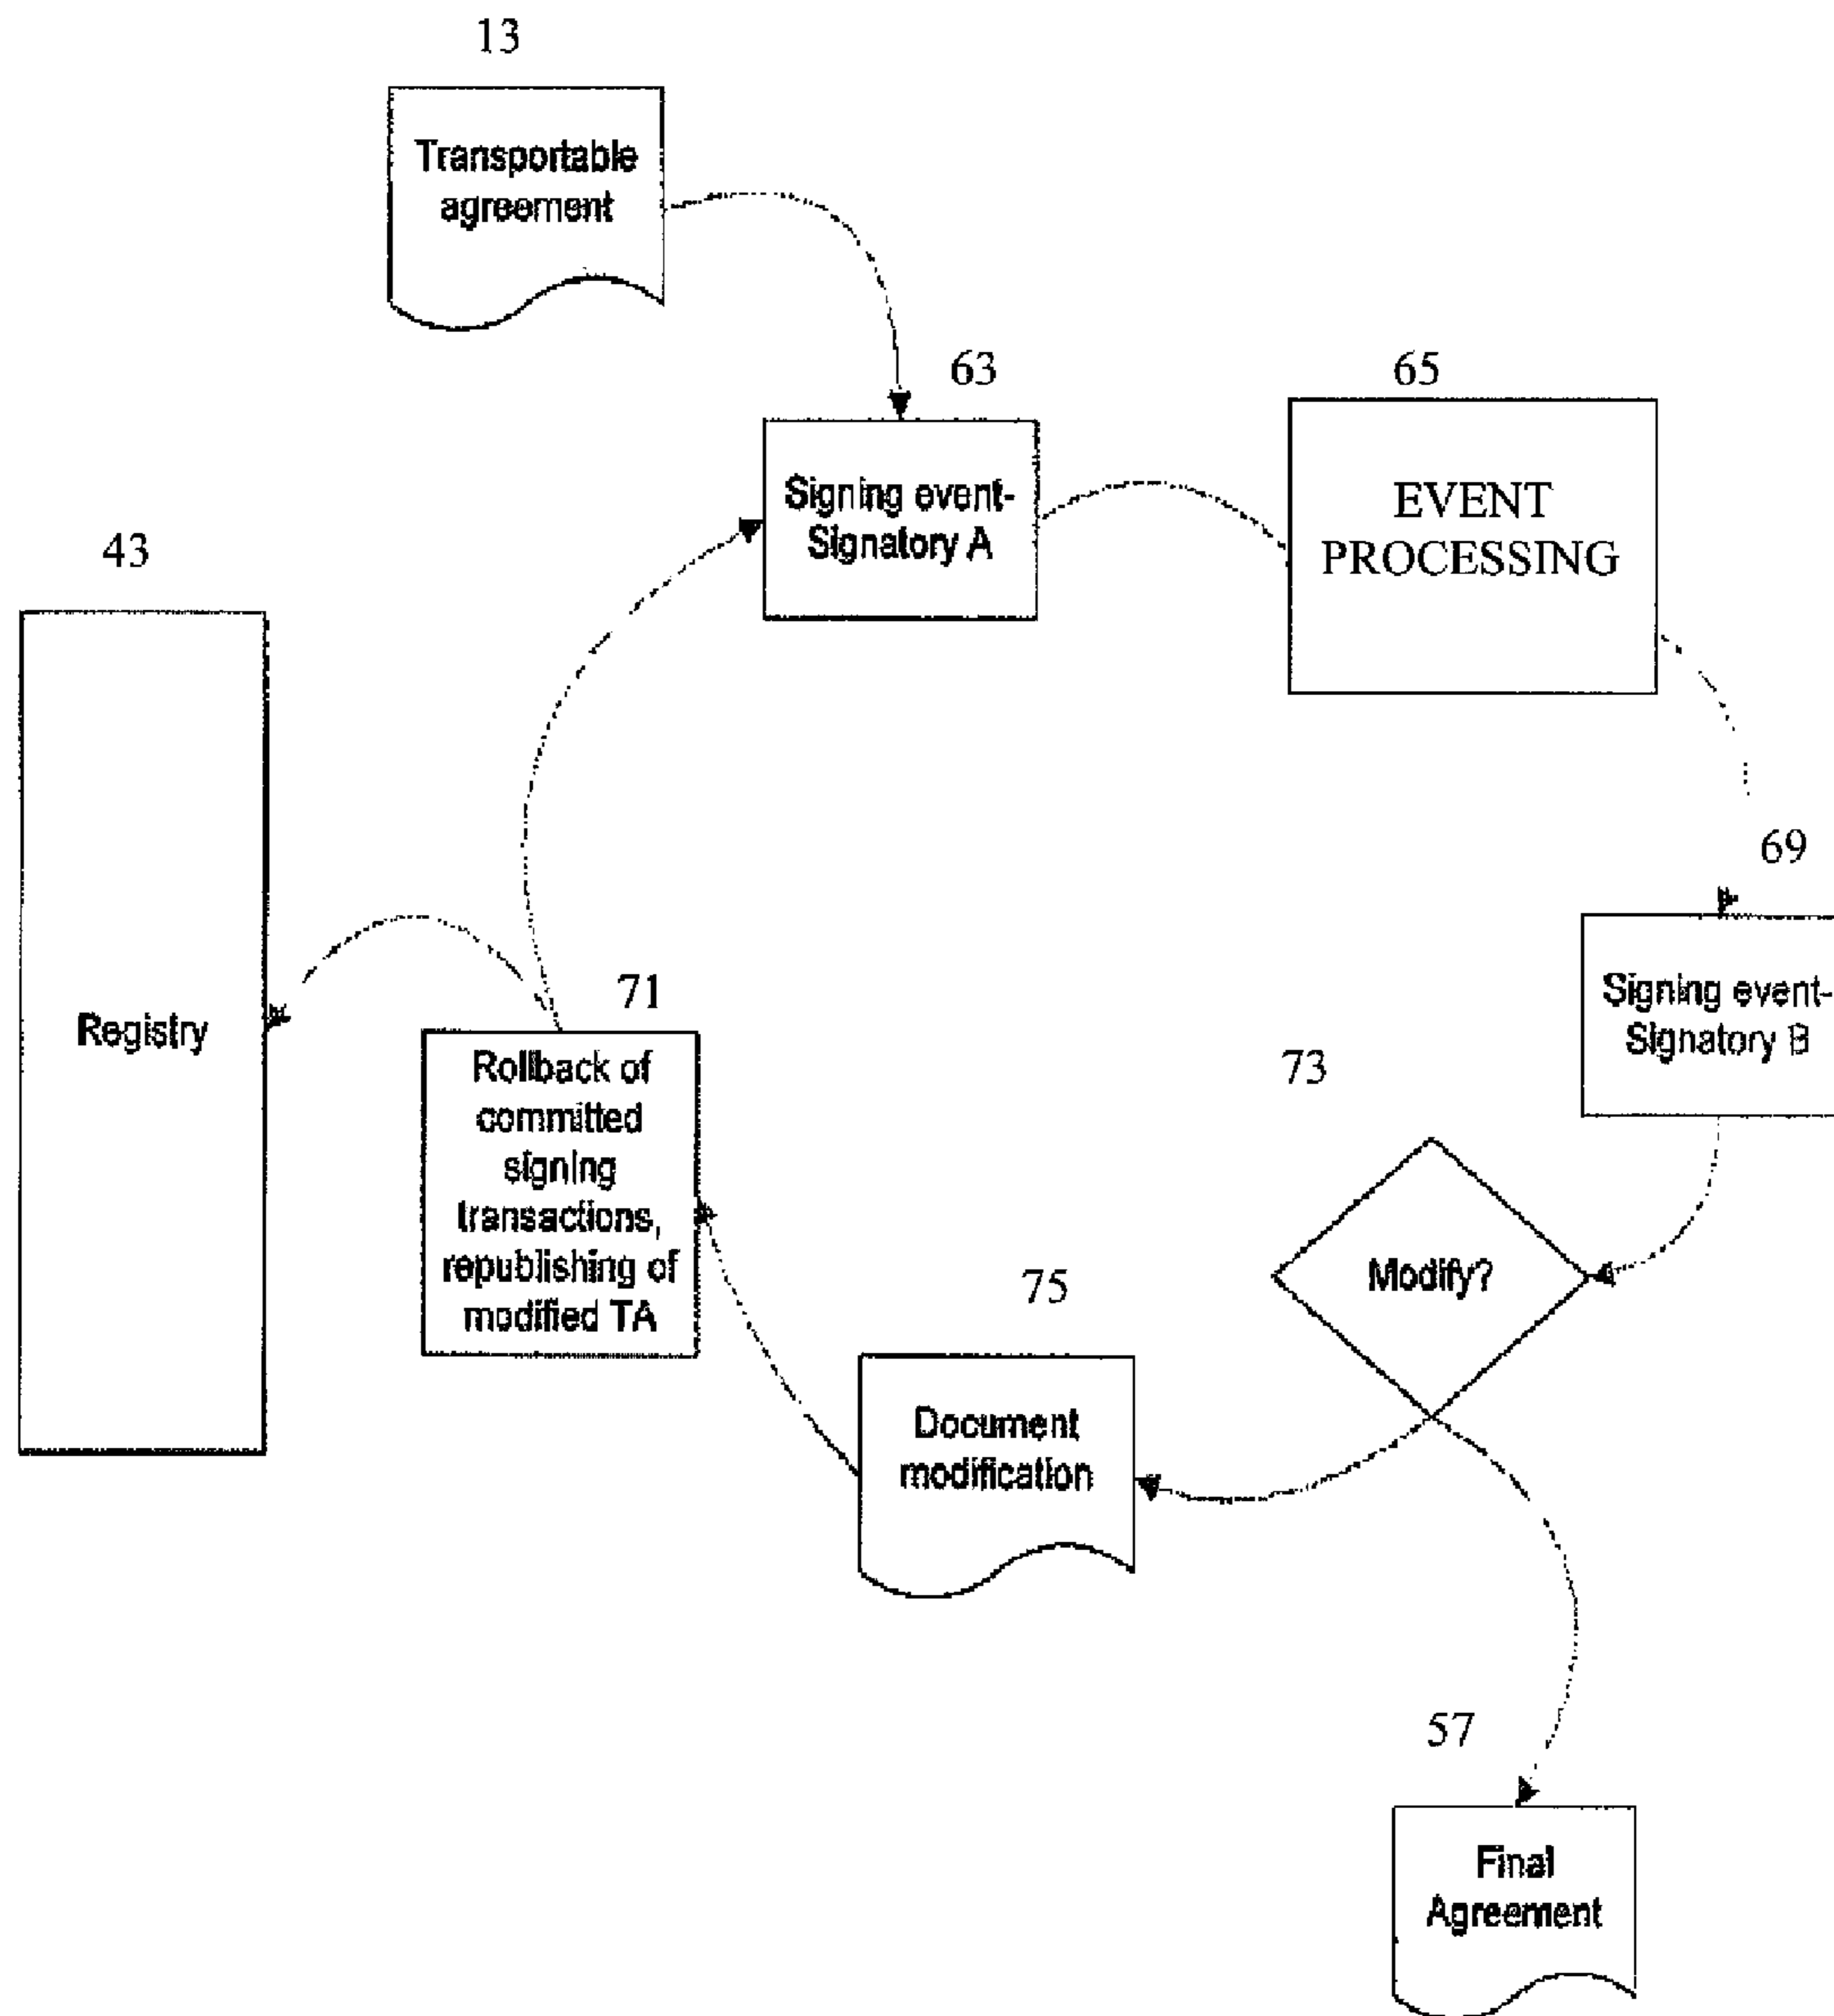 13
Transportable
agreement
63
Signing event-
Signatory A
65
EVENT
PROCESSING
43
Registry
69
Signing event-
Signatory B
71
Rollback of
committed
signing
transactions,
republishing of
modified TA
73
Modify?
75
Document
modification
57
Final
Agreement